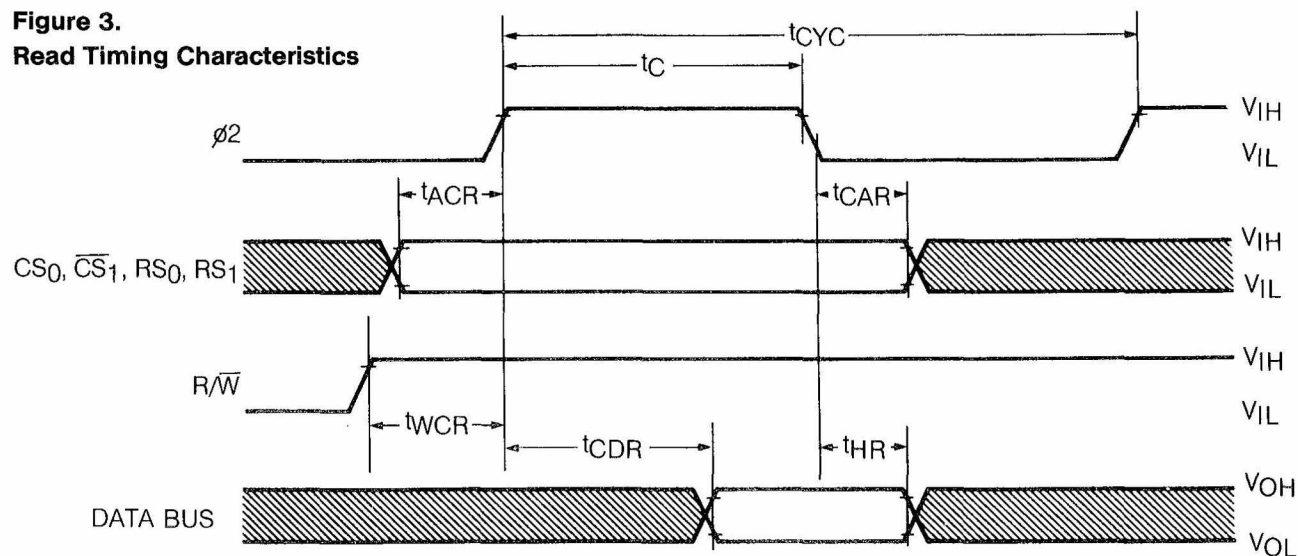 Figure 3.
Read Timing Characteristics
tCYC
tC
ø2
VIH
VIL
tACR
tCAR
CS0, C̅S̅1, RS0, RS1
VIH
VIL
R/W̅
VIH
VIL
tWCR
tCDR
tHR
DATA BUS
VOH
VOL